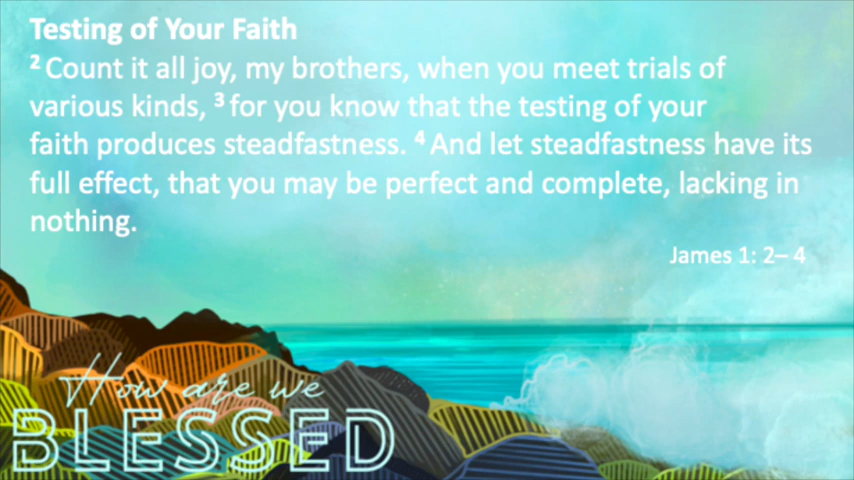 Testing of Your Faith
² Count it all joy, my brothers, when you meet trials of
various kinds, ³ for you know that the testing of your
faith produces steadfastness. ⁴ And let steadfastness have its
full effect, that you may be perfect and complete, lacking in
nothing.
James 1: 2– 4
How are we
BLESSED